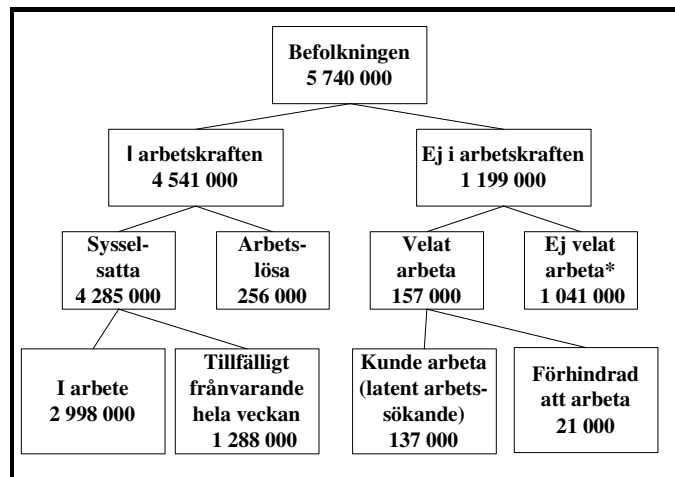 Befolkningen
5 740 000
I arbetskraften
4 541 000
Ej i arbetskraften
1 199 000
Syssel-
satta
4 285 000
Arbets-
lösa
256 000
Velat
arbeta
157 000
Ej velat
arbeta*
1 041 000
I arbete
2 998 000
Tillfälligt
frånvarande
hela veckan
1 288 000
Kunde arbeta
(latent arbets-
sökande)
137 000
Förhindrad
att arbeta
21 000